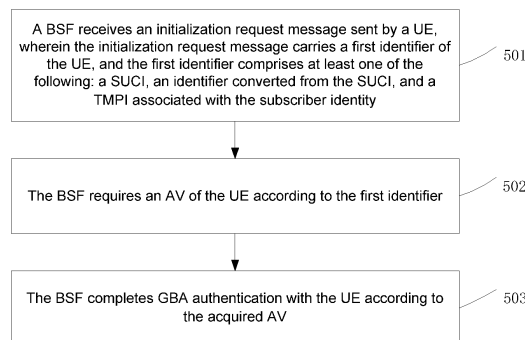 A BSF receives an initialization request message sent by a UE,
wherein the initialization request message carries a first identifier of
the UE, and the first identifier comprises at least one of the
following: a SUCI, an identifier converted from the SUCI, and a
TMPI associated with the subscriber identity
501
The BSF requires an AV of the UE according to the first identifier
502
The BSF completes GBA authentication with the UE according to
the acquired AV
503